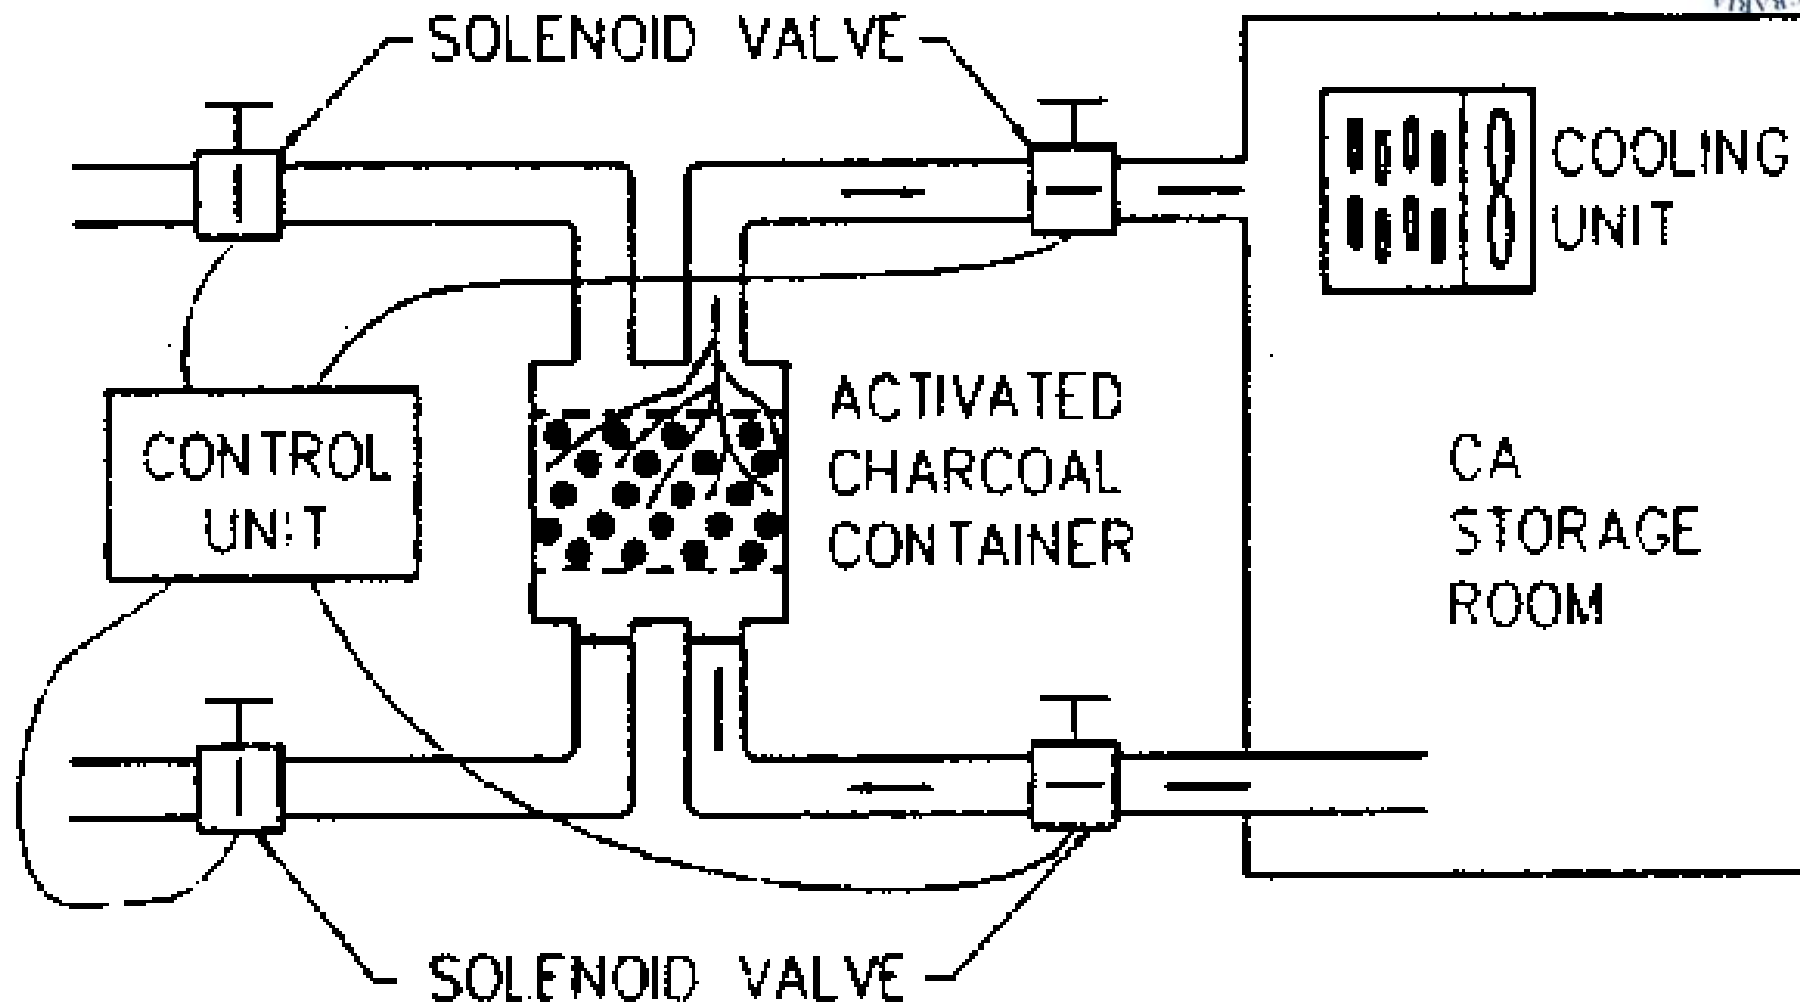 SOLENOID VALVE
COOLING
UNIT
ACTIVATED
CHARCOAL
CONTAINER
CONTROL
UNIT
CA
STORAGE
ROOM
SOLENOID VALVE